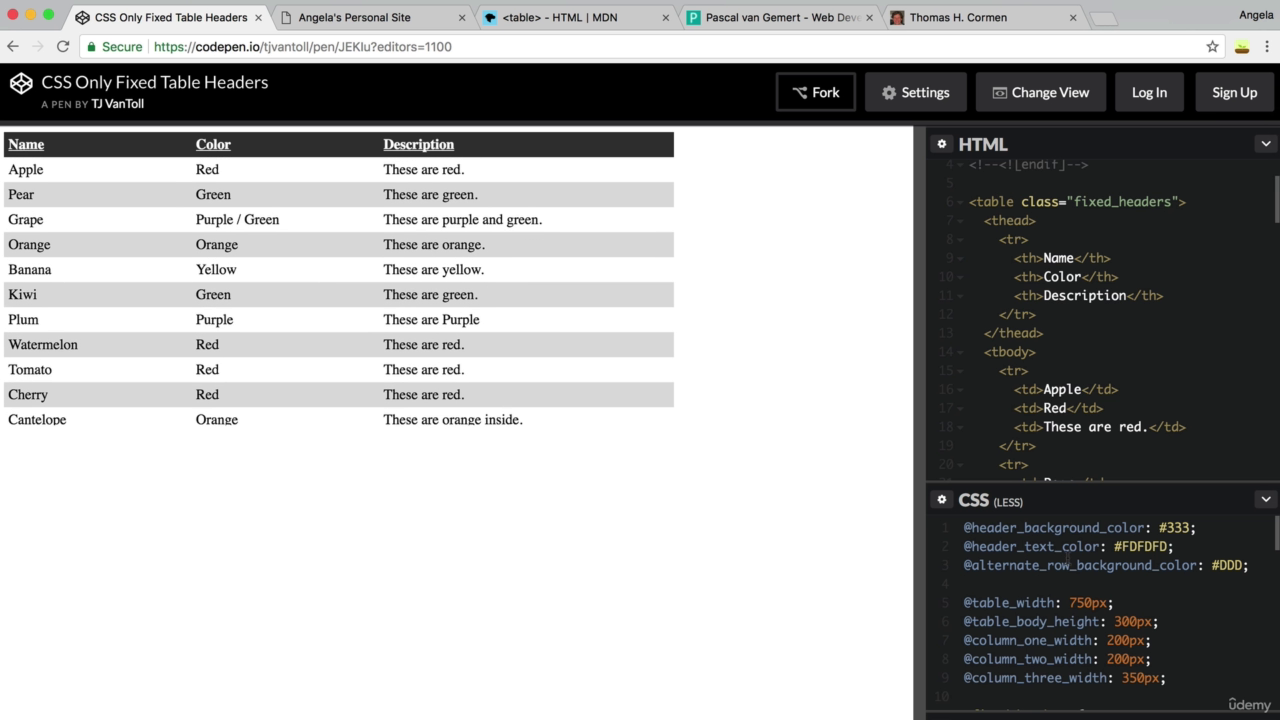 CSS Only Fixed Table Headers
Angela's Personal Site
<table> - HTML | MDN
Pascal van Gemert - Web Deve
Thomas H. Cormen
Angela
Secure
https://codepen.io/tjvantoll/pen/JEKIu?editors=1100
CSS Only Fixed Table Headers
A PEN BY TJ VanToll
Fork
Settings
Change View
Log In
Sign Up
Name Color Description
Apple Red These are red.
Pear Green These are green.
Grape Purple / Green These are purple and green.
Orange Orange These are orange.
Banana Yellow These are yellow.
Kiwi Green These are green.
Plum Purple These are Purple
Watermelon Red These are red.
Tomato Red These are red.
Cherry Red These are red.
Cantelope Orange These are orange inside.
HTML
4 <!--<![endif]-->
5
6 <table class="fixed_headers">
7 <thead>
8 <tr>
9 <th>Name</th>
10 <th>Color</th>
11 <th>Description</th>
12 </tr>
13 </thead>
14 <tbody>
15 <tr>
16 <td>Apple</td>
17 <td>Red</td>
18 <td>These are red.</td>
19 </tr>
20 <tr>
CSS (LESS)
1 @header_background_color: #333;
2 @header_text_color: #FDFDFD;
3 @alternate_row_background_color: #DDD;
4
5 @table_width: 750px;
6 @table_body_height: 300px;
7 @column_one_width: 200px;
8 @column_two_width: 200px;
9 @column_three_width: 350px;
10
udemy